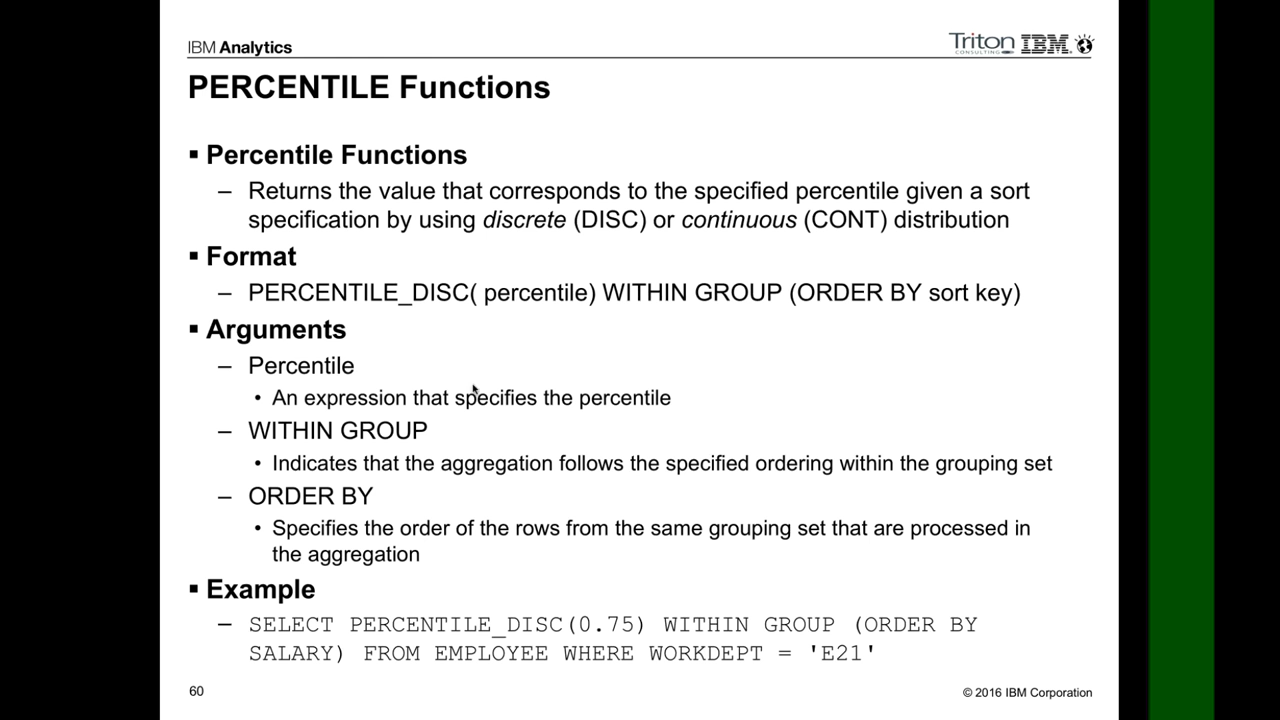 IBM Analytics
Triton
CONSULTING
IBM
PERCENTILE Functions
▪ Percentile Functions
– Returns the value that corresponds to the specified percentile given a sort
specification by using discrete (DISC) or continuous (CONT) distribution
▪ Format
– PERCENTILE_DISC( percentile) WITHIN GROUP (ORDER BY sort key)
▪ Arguments
– Percentile
• An expression that specifies the percentile
– WITHIN GROUP
• Indicates that the aggregation follows the specified ordering within the grouping set
– ORDER BY
• Specifies the order of the rows from the same grouping set that are processed in
the aggregation
▪ Example
– SELECT PERCENTILE_DISC(0.75) WITHIN GROUP (ORDER BY
SALARY) FROM EMPLOYEE WHERE WORKDEPT = 'E21'
60
© 2016 IBM Corporation